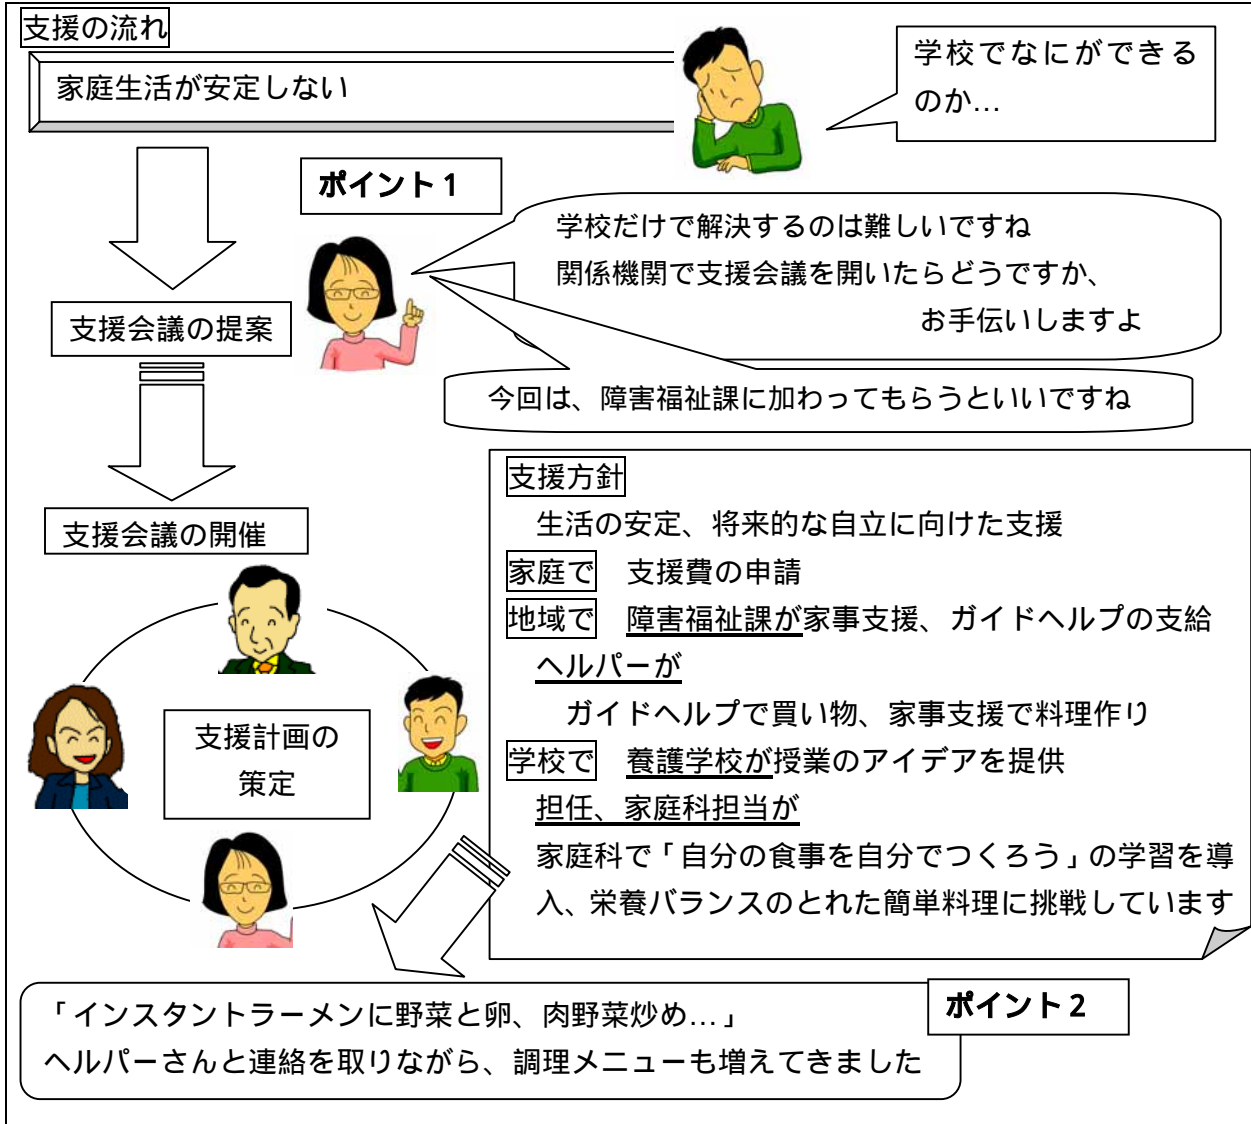 支援の流れ
家庭生活が安定しない
学校でなにができる
のか…
ポイント1
学校だけで解決するのは難しいですね
関係機関で支援会議を開いたらどうですか、
お手伝いしますよ
支援会議の提案
今回は、障害福祉課に加わってもらうといいですね
支援会議の開催
支援計画の
策定
支援方針
生活の安定、将来的な自立に向けた支援
家庭で 支援費の申請
地域で 障害福祉課が家事支援、ガイドヘルプの支給
ヘルパーが
ガイドヘルプで買い物、家事支援で料理作り
学校で 養護学校が授業のアイデアを提供
担任、家庭科担当が
家庭科で「自分の食事を自分でつくろう」の学習を導
入、栄養バランスのとれた簡単料理に挑戦しています
ポイント2
「インスタントラーメンに野菜と卵、肉野菜炒め…」
ヘルパーさんと連絡を取りながら、調理メニューも増えてきました